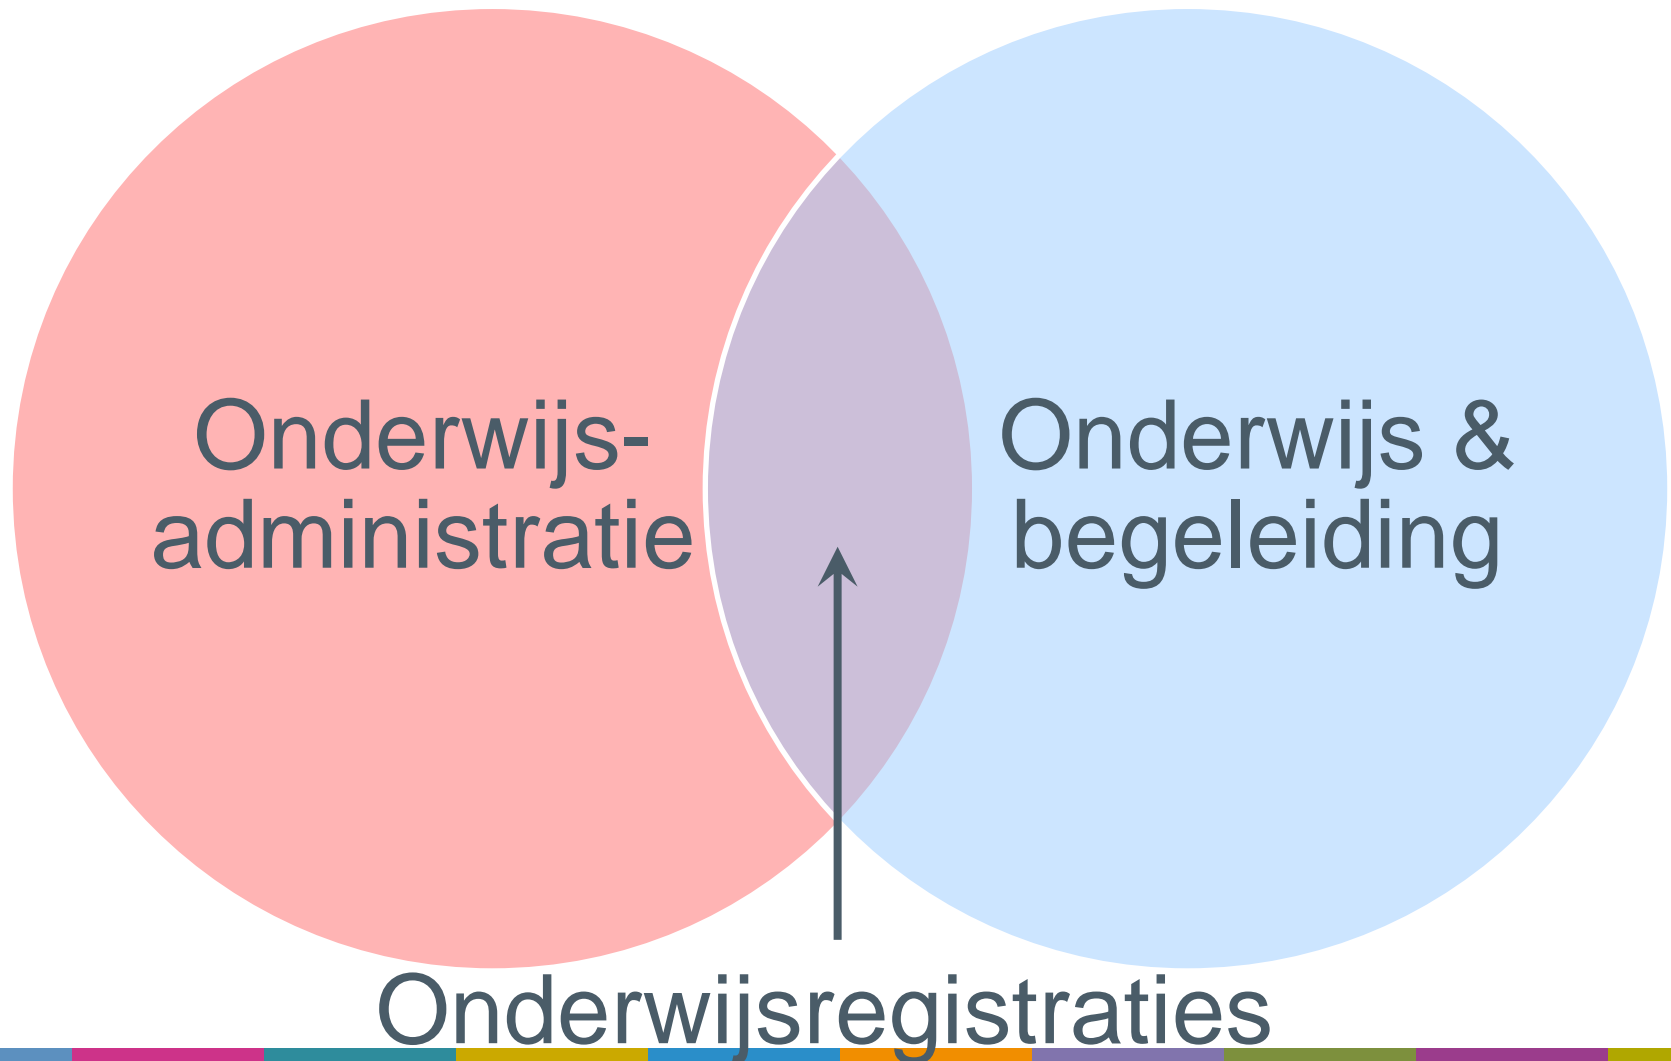 Onderwijs-
administratie
Onderwijs &
begeleiding
Onderwijsregistraties